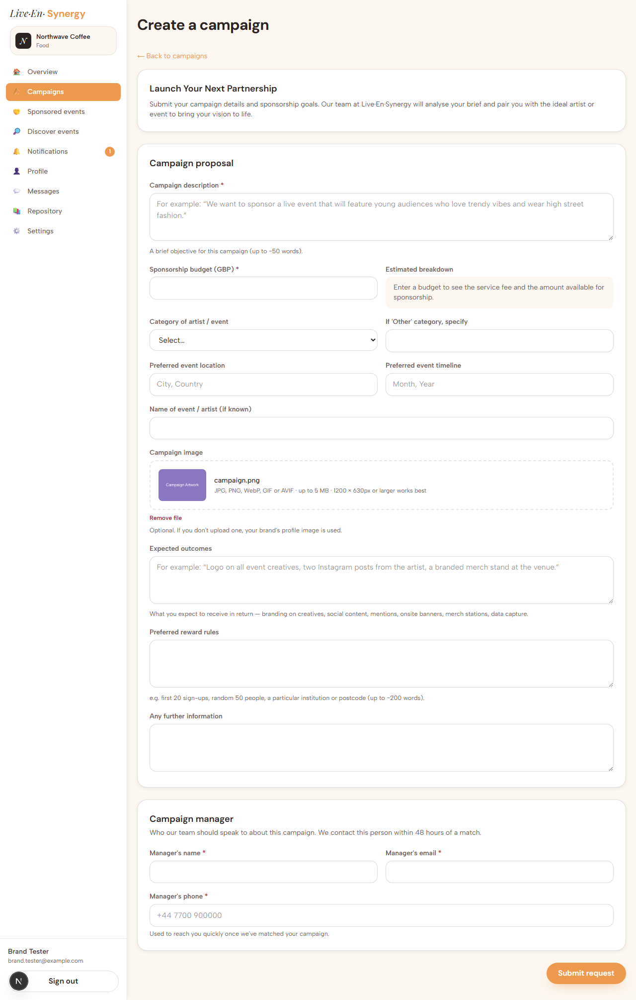 Live·En· Synergy
N
Northwave Coffee
Food
Overview
Campaigns
Sponsored events
Discover events
Notifications
1
Profile
Messages
Repository
Settings
Brand Tester
brand.tester@example.com
N
Sign out
Create a campaign
← Back to campaigns
Launch Your Next Partnership
Submit your campaign details and sponsorship goals. Our team at Live·En·Synergy will analyse your brief and pair you with the ideal artist or
event to bring your vision to life.
Campaign proposal
Campaign description *
For example: “We want to sponsor a live event that will feature young audiences who love trendy vibes and wear high street
fashion.”
A brief objective for this campaign (up to ~50 words).
Sponsorship budget (GBP) *
Estimated breakdown
Enter a budget to see the service fee and the amount available for
sponsorship.
Category of artist / event
Select...
If 'Other' category, specify
Preferred event location
City, Country
Preferred event timeline
Month, Year
Name of event / artist (if known)
Campaign image
Campaign Artwork
campaign.png
JPG, PNG, WebP, GIF or AVIF · up to 5 MB · 1200 × 630px or larger works best
Remove file
Optional. If you don't upload one, your brand's profile image is used.
Expected outcomes
For example: “Logo on all event creatives, two Instagram posts from the artist, a branded merch stand at the venue.”
What you expect to receive in return — branding on creatives, social content, mentions, onsite banners, merch stations, data capture.
Preferred reward rules
e.g. first 20 sign-ups, random 50 people, a particular institution or postcode (up to ~200 words).
Any further information
Campaign manager
Who our team should speak to about this campaign. We contact this person within 48 hours of a match.
Manager's name *
Manager's email *
Manager's phone *
+44 7700 900000
Used to reach you quickly once we've matched your campaign.
Submit request